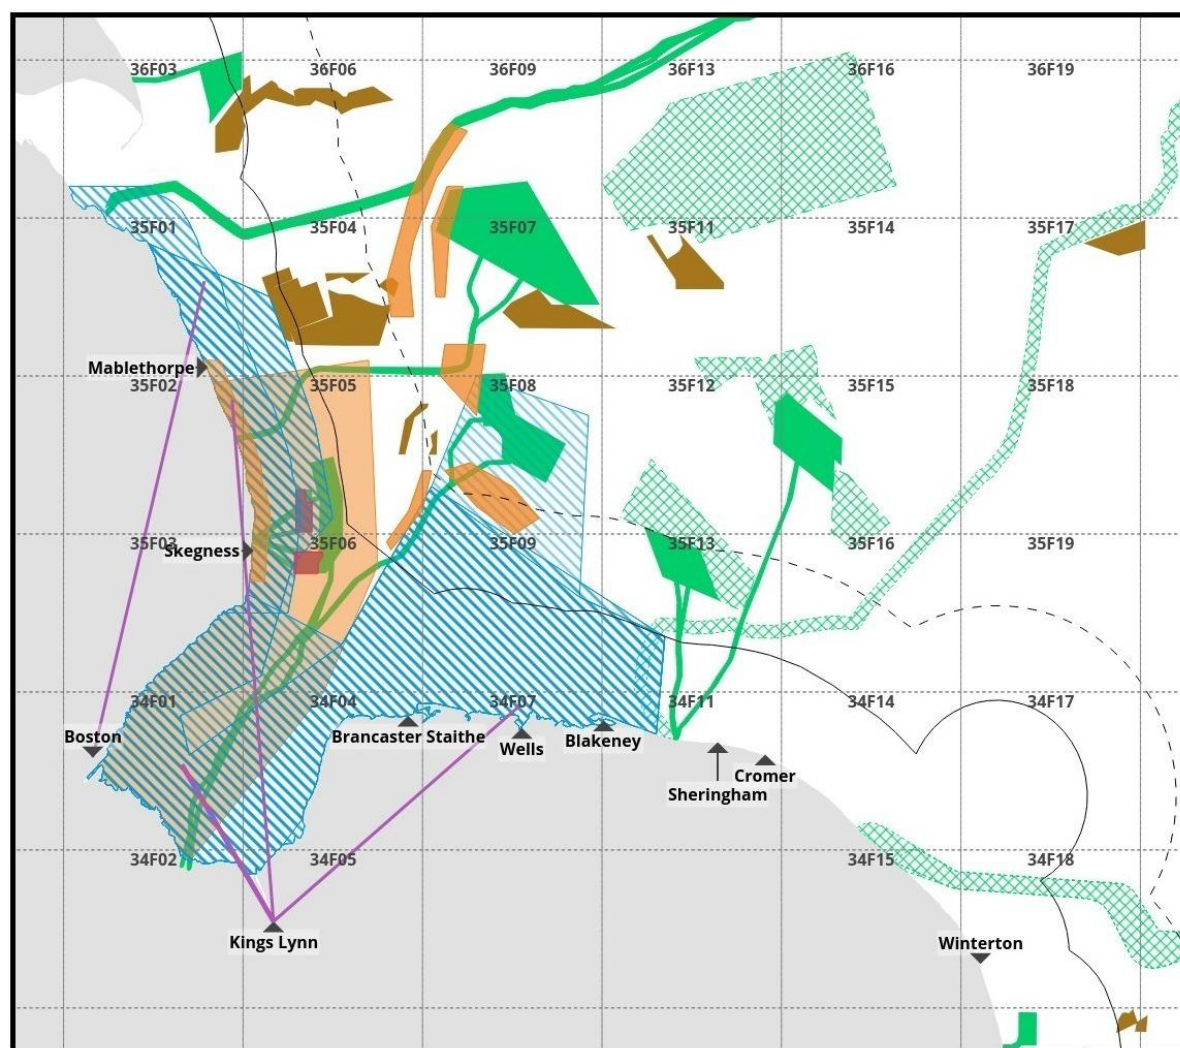 36F03 36F06 36F09 36F13 36F16 36F19
35F01 35F04 35F07 35F11 35F14 35F17
Mablethorpe
35F02 35F05 35F08 35F12 35F15 35F18
35F03 35F06 35F09 35F13 35F16 35F19
Skegness
34F01 34F04 34F07 34F11 34F14 34F17
Boston Brancaster Staithe Wells Blakeney
Sheringham Cromer
34F02 34F05 34F15 34F18
Kings Lynn Winterton